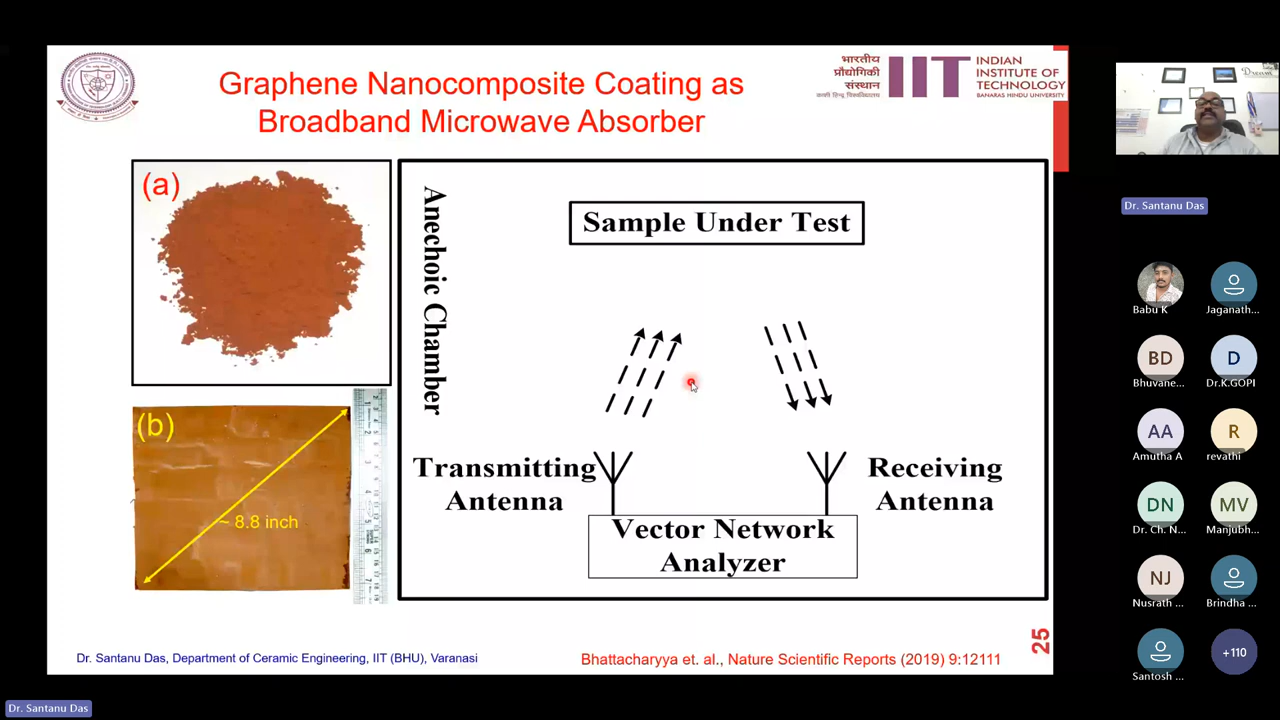 Graphene Nanocomposite Coating as
Broadband Microwave Absorber
भारतीय
प्रौद्योगिकी
संस्थान
काशी हिन्दू विश्वविद्यालय
IIT
INDIAN
INSTITUTE OF
TECHNOLOGY
BANARAS HINDU UNIVERSITY
(a)
(b)
~ 8.8 inch
Anechoic Chamber
Sample Under Test
Transmitting
Antenna
Receiving
Antenna
Vector Network
Analyzer
25
Dr. Santanu Das, Department of Ceramic Engineering, IIT (BHU), Varanasi
Bhattacharyya et. al., Nature Scientific Reports (2019) 9:12111
Dr. Santanu Das
Dream
Dr. Santanu Das
Babu K
Jaganath...
BD
Bhuvane...
D
Dr.K.GOPI
AA
Amutha A
R
revathi
DN
Dr. Ch. N...
MV
Manjubh...
NJ
Nusrath ...
Brindha ...
Santosh ...
+110